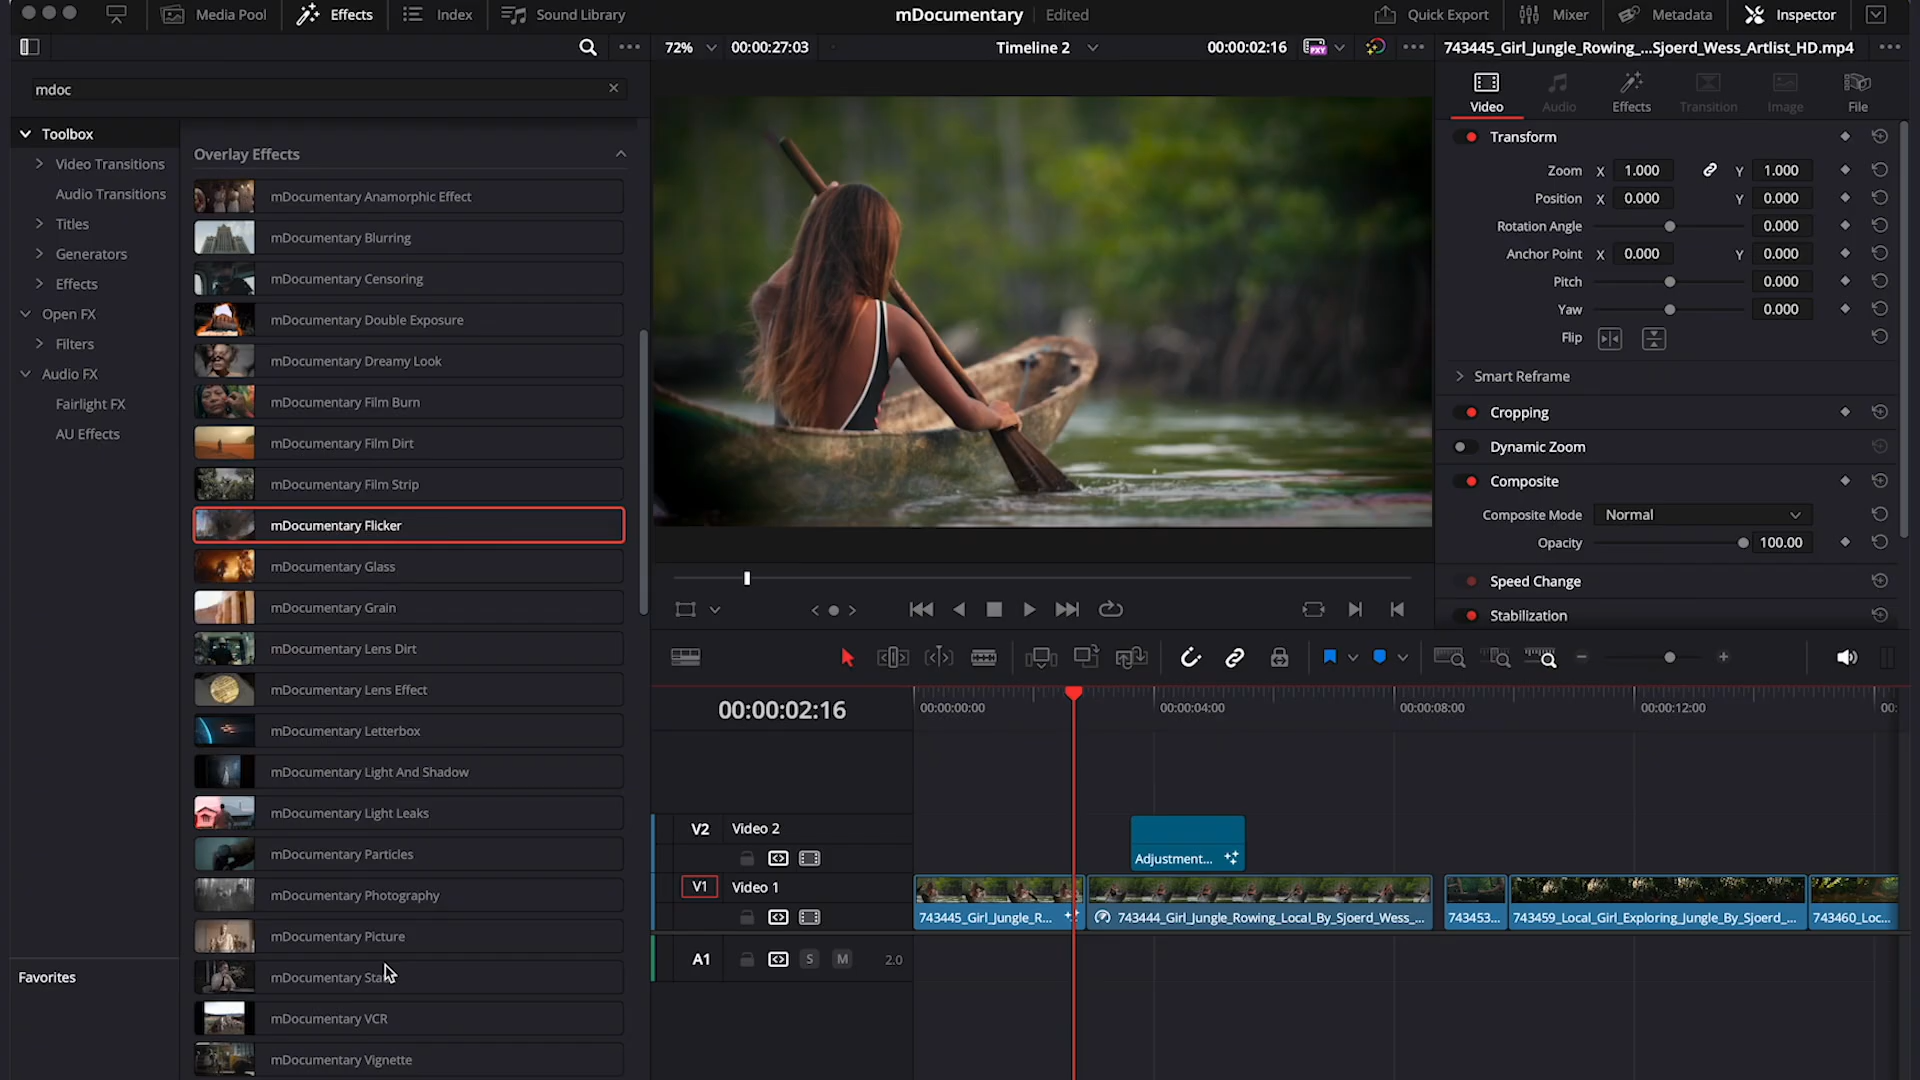 Media Pool
Effects
Index
Sound Library
mDocumentary
Edited
Quick Export
Mixer
Metadata
Inspector
72%
00:00:27:03
Timeline 2
00:00:02:16
PXY
743445_Girl_Jungle_Rowing_...Sjoerd_Wess_Artlist_HD.mp4
mdoc
Toolbox
Video Transitions
Audio Transitions
Titles
Generators
Effects
Open FX
Filters
Audio FX
Fairlight FX
AU Effects
Favorites
Overlay Effects
mDocumentary Anamorphic Effect
mDocumentary Blurring
mDocumentary Censoring
mDocumentary Double Exposure
mDocumentary Dreamy Look
mDocumentary Film Burn
mDocumentary Film Dirt
mDocumentary Film Strip
mDocumentary Flicker
mDocumentary Glass
mDocumentary Grain
mDocumentary Lens Dirt
mDocumentary Lens Effect
mDocumentary Letterbox
mDocumentary Light And Shadow
mDocumentary Light Leaks
mDocumentary Particles
mDocumentary Photography
mDocumentary Picture
mDocumentary
mDocumentary VCR
mDocumentary Vignette
Video
Audio
Effects
Transition
Image
File
Transform
Zoom X 1.000 Y 1.000
Position X 0.000 Y 0.000
Rotation Angle 0.000
Anchor Point X 0.000 Y 0.000
Pitch 0.000
Yaw 0.000
Flip
Smart Reframe
Cropping
Dynamic Zoom
Composite
Composite Mode Normal
Opacity 100.00
Speed Change
Stabilization
00:00:02:16
00:00:00:00
00:00:04:00
00:00:08:00
00:00:12:00
00:
V2 Video 2
Adjustment...
V1 Video 1
743445_Girl_Jungle_R...
743444_Girl_Jungle_Rowing_Local_By_Sjoerd_Wess_...
743453...
743459_Local_Girl_Exploring_Jungle_By_Sjoerd_...
743460_Loc...
A1 S M 2.0